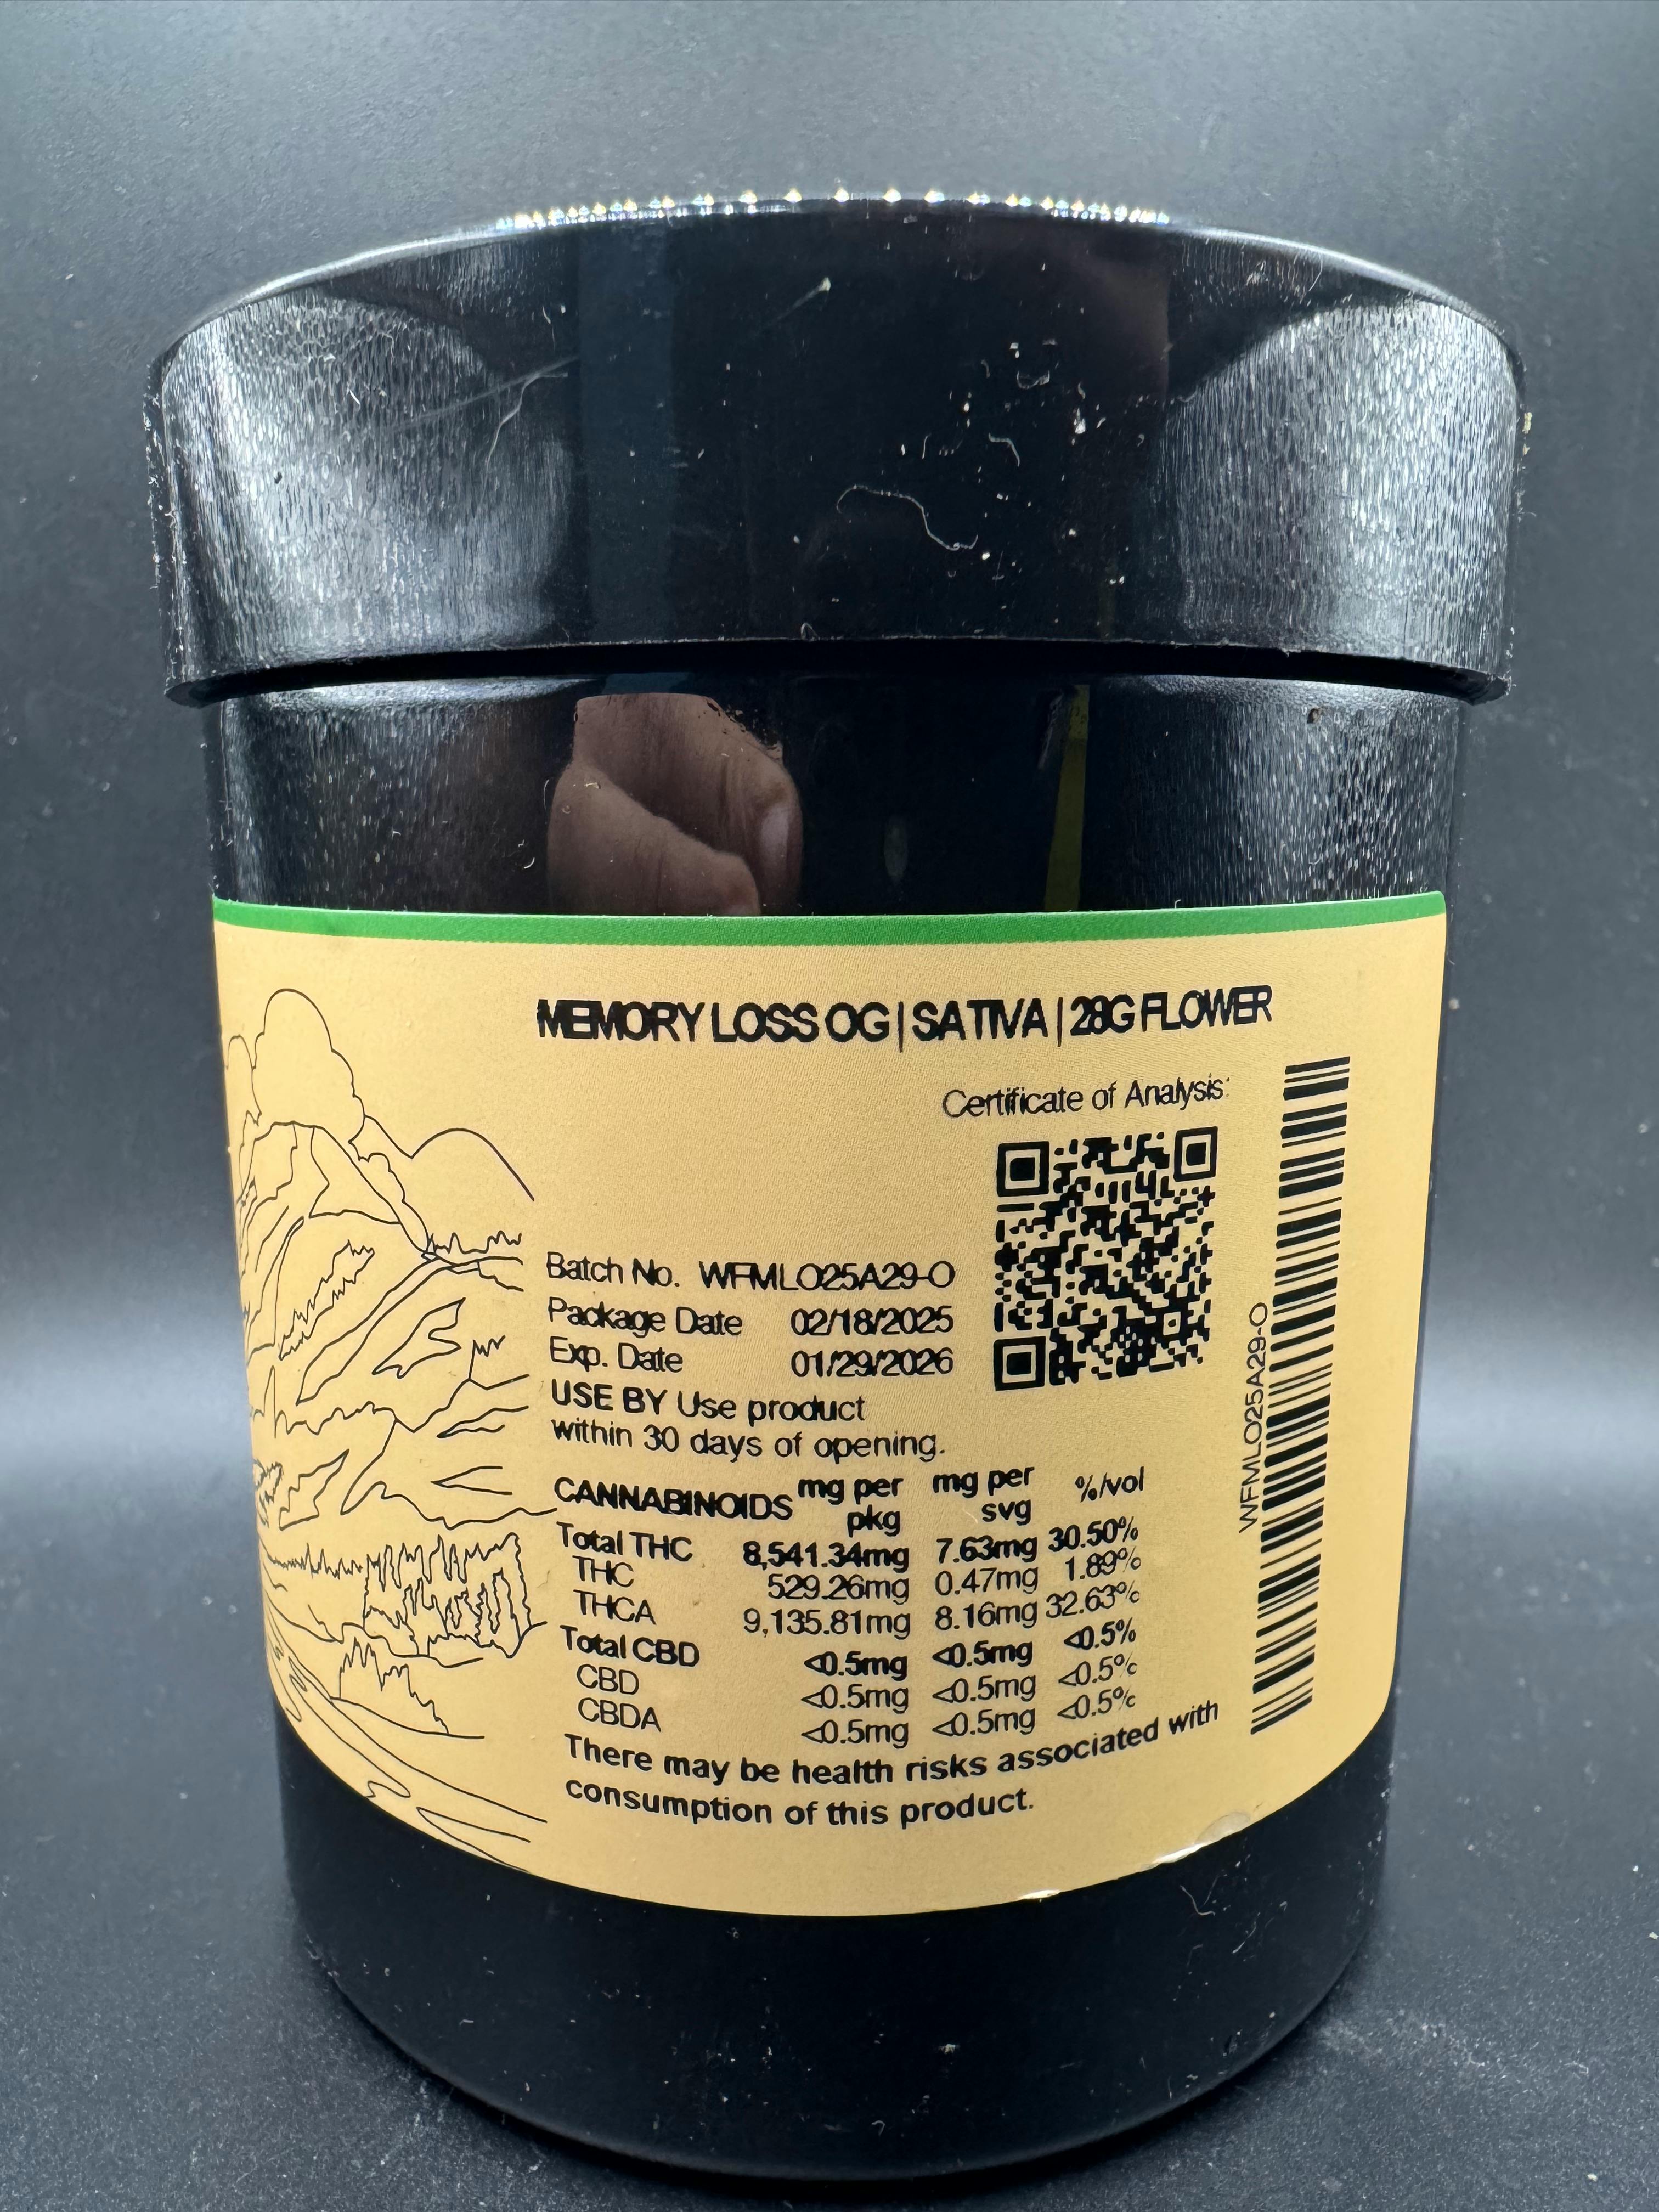 MEMORY LOSS OG | SATIVA | 28G FLOWER
Certificate of Analysis:
Batch No. WFMLO25A29-O
Package Date 02/18/2025
Exp. Date 01/29/2026
USE BY Use product
within 30 days of opening.
CANNABINOIDS mg per pkg mg per svg %/vol
Total THC 8,541.34mg 7.63mg 30.50%
THC 529.26mg 0.47mg 1.89%
THCA 9,135.81mg 8.16mg 32.63%
Total CBD <0.5mg <0.5mg <0.5%
CBD <0.5mg <0.5mg <0.5%
CBDA <0.5mg <0.5mg <0.5%
There may be health risks associated with
consumption of this product.
WFMLO25A29-O